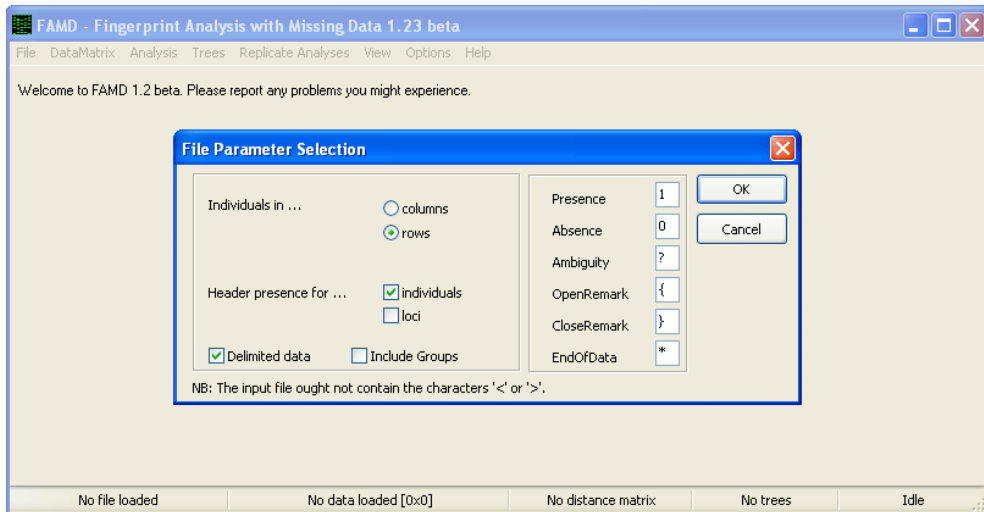 FAMD - Fingerprint Analysis with Missing Data 1.23 beta
File DataMatrix Analysis Trees Replicate Analyses View Options Help
Welcome to FAMD 1.2 beta. Please report any problems you might experience.
File Parameter Selection
Individuals in ...
columns
rows
Header presence for ...
individuals
loci
Delimited data
Include Groups
Presence 1
Absence 0
Ambiguity ?
OpenRemark {
CloseRemark }
EndOfData *
OK
Cancel
NB: The input file ought not contain the characters '<' or '>'.
No file loaded No data loaded [0x0] No distance matrix No trees Idle